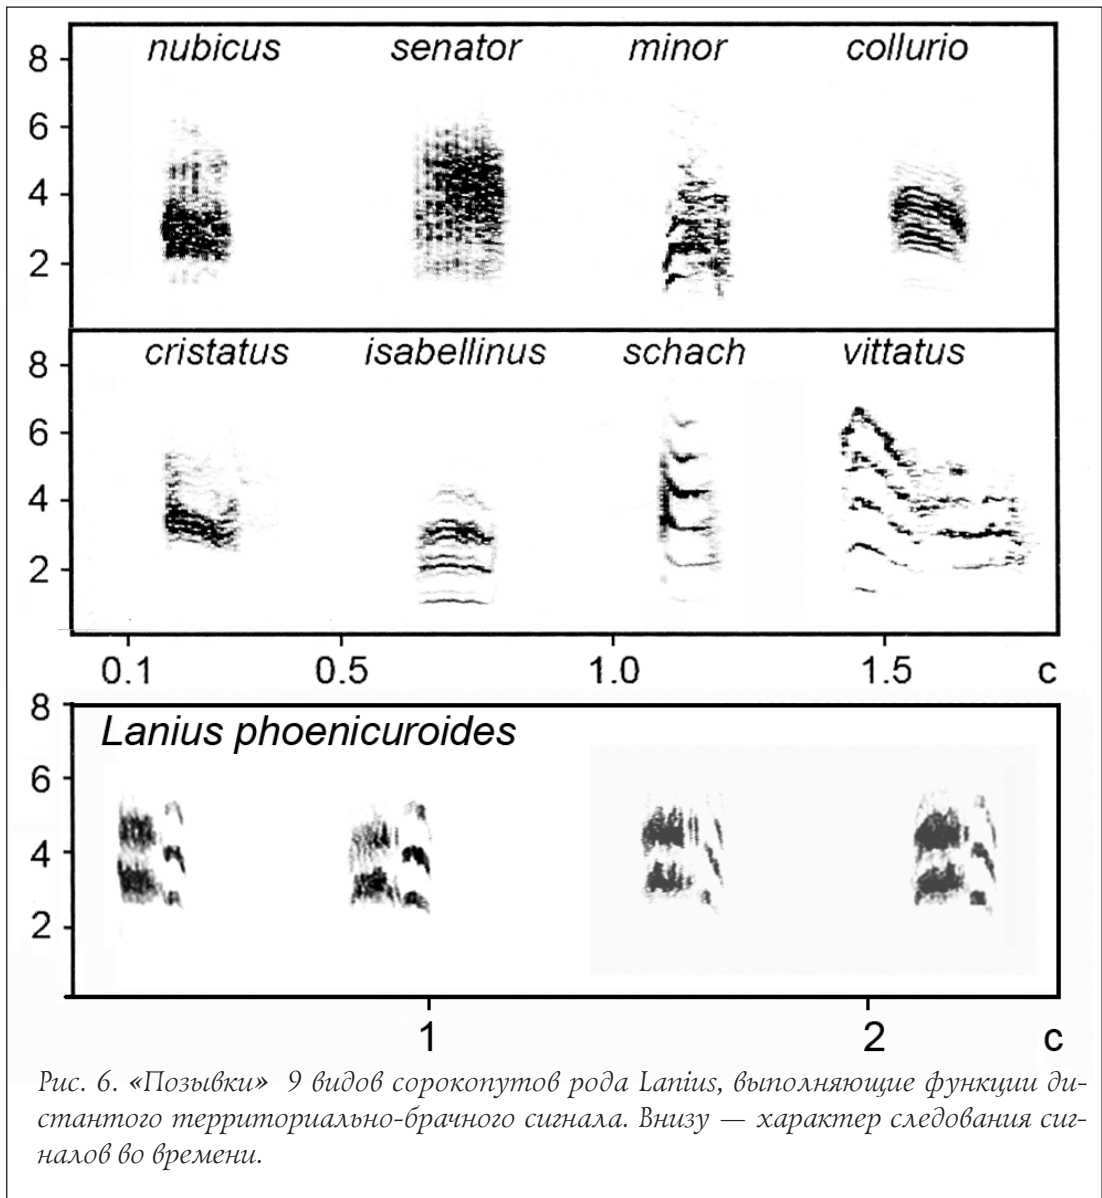 nubicus senator minor collurio
8
6
4
2
cristatus isabellinus schach vittatus
8
6
4
2
0.1 0.5 1.0 1.5 с
8
Lanius phoenicuroides
6
4
2
1 2 с
Рис. 6. «Позывки» 9 видов сорокопутов рода Lanius, выполняющие функции ди-
стантого территориально-брачного сигнала. Внизу — характер следования сиг-
налов во времени.